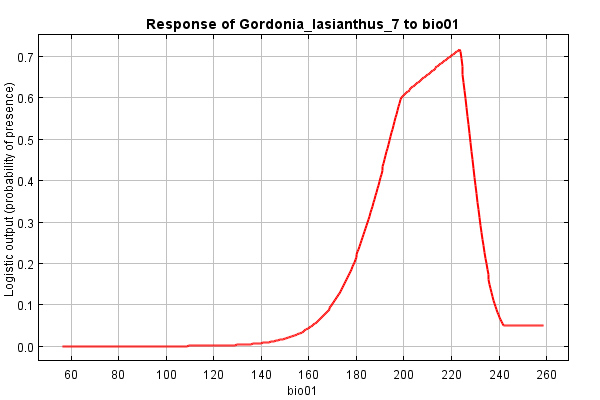 Response of Gordonia_lasianthus_7 to bio01
Logistic output (probability of presence)
0.7
0.6
0.5
0.4
0.3
0.2
0.1
0.0
60 80 100 120 140 160 180 200 220 240 260
bio01